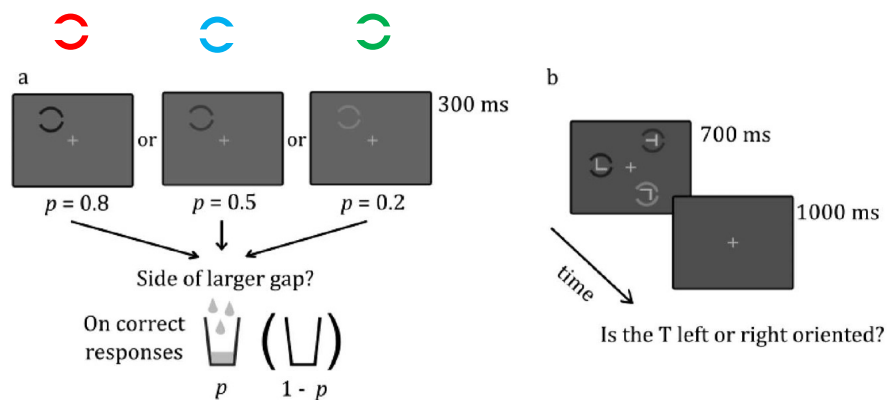 a
or
or
300 ms
p = 0.8
p = 0.5
p = 0.2
Side of larger gap?
On correct
responses
p
( )
1 - p
b
700 ms
1000 ms
time
Is the T left or right oriented?